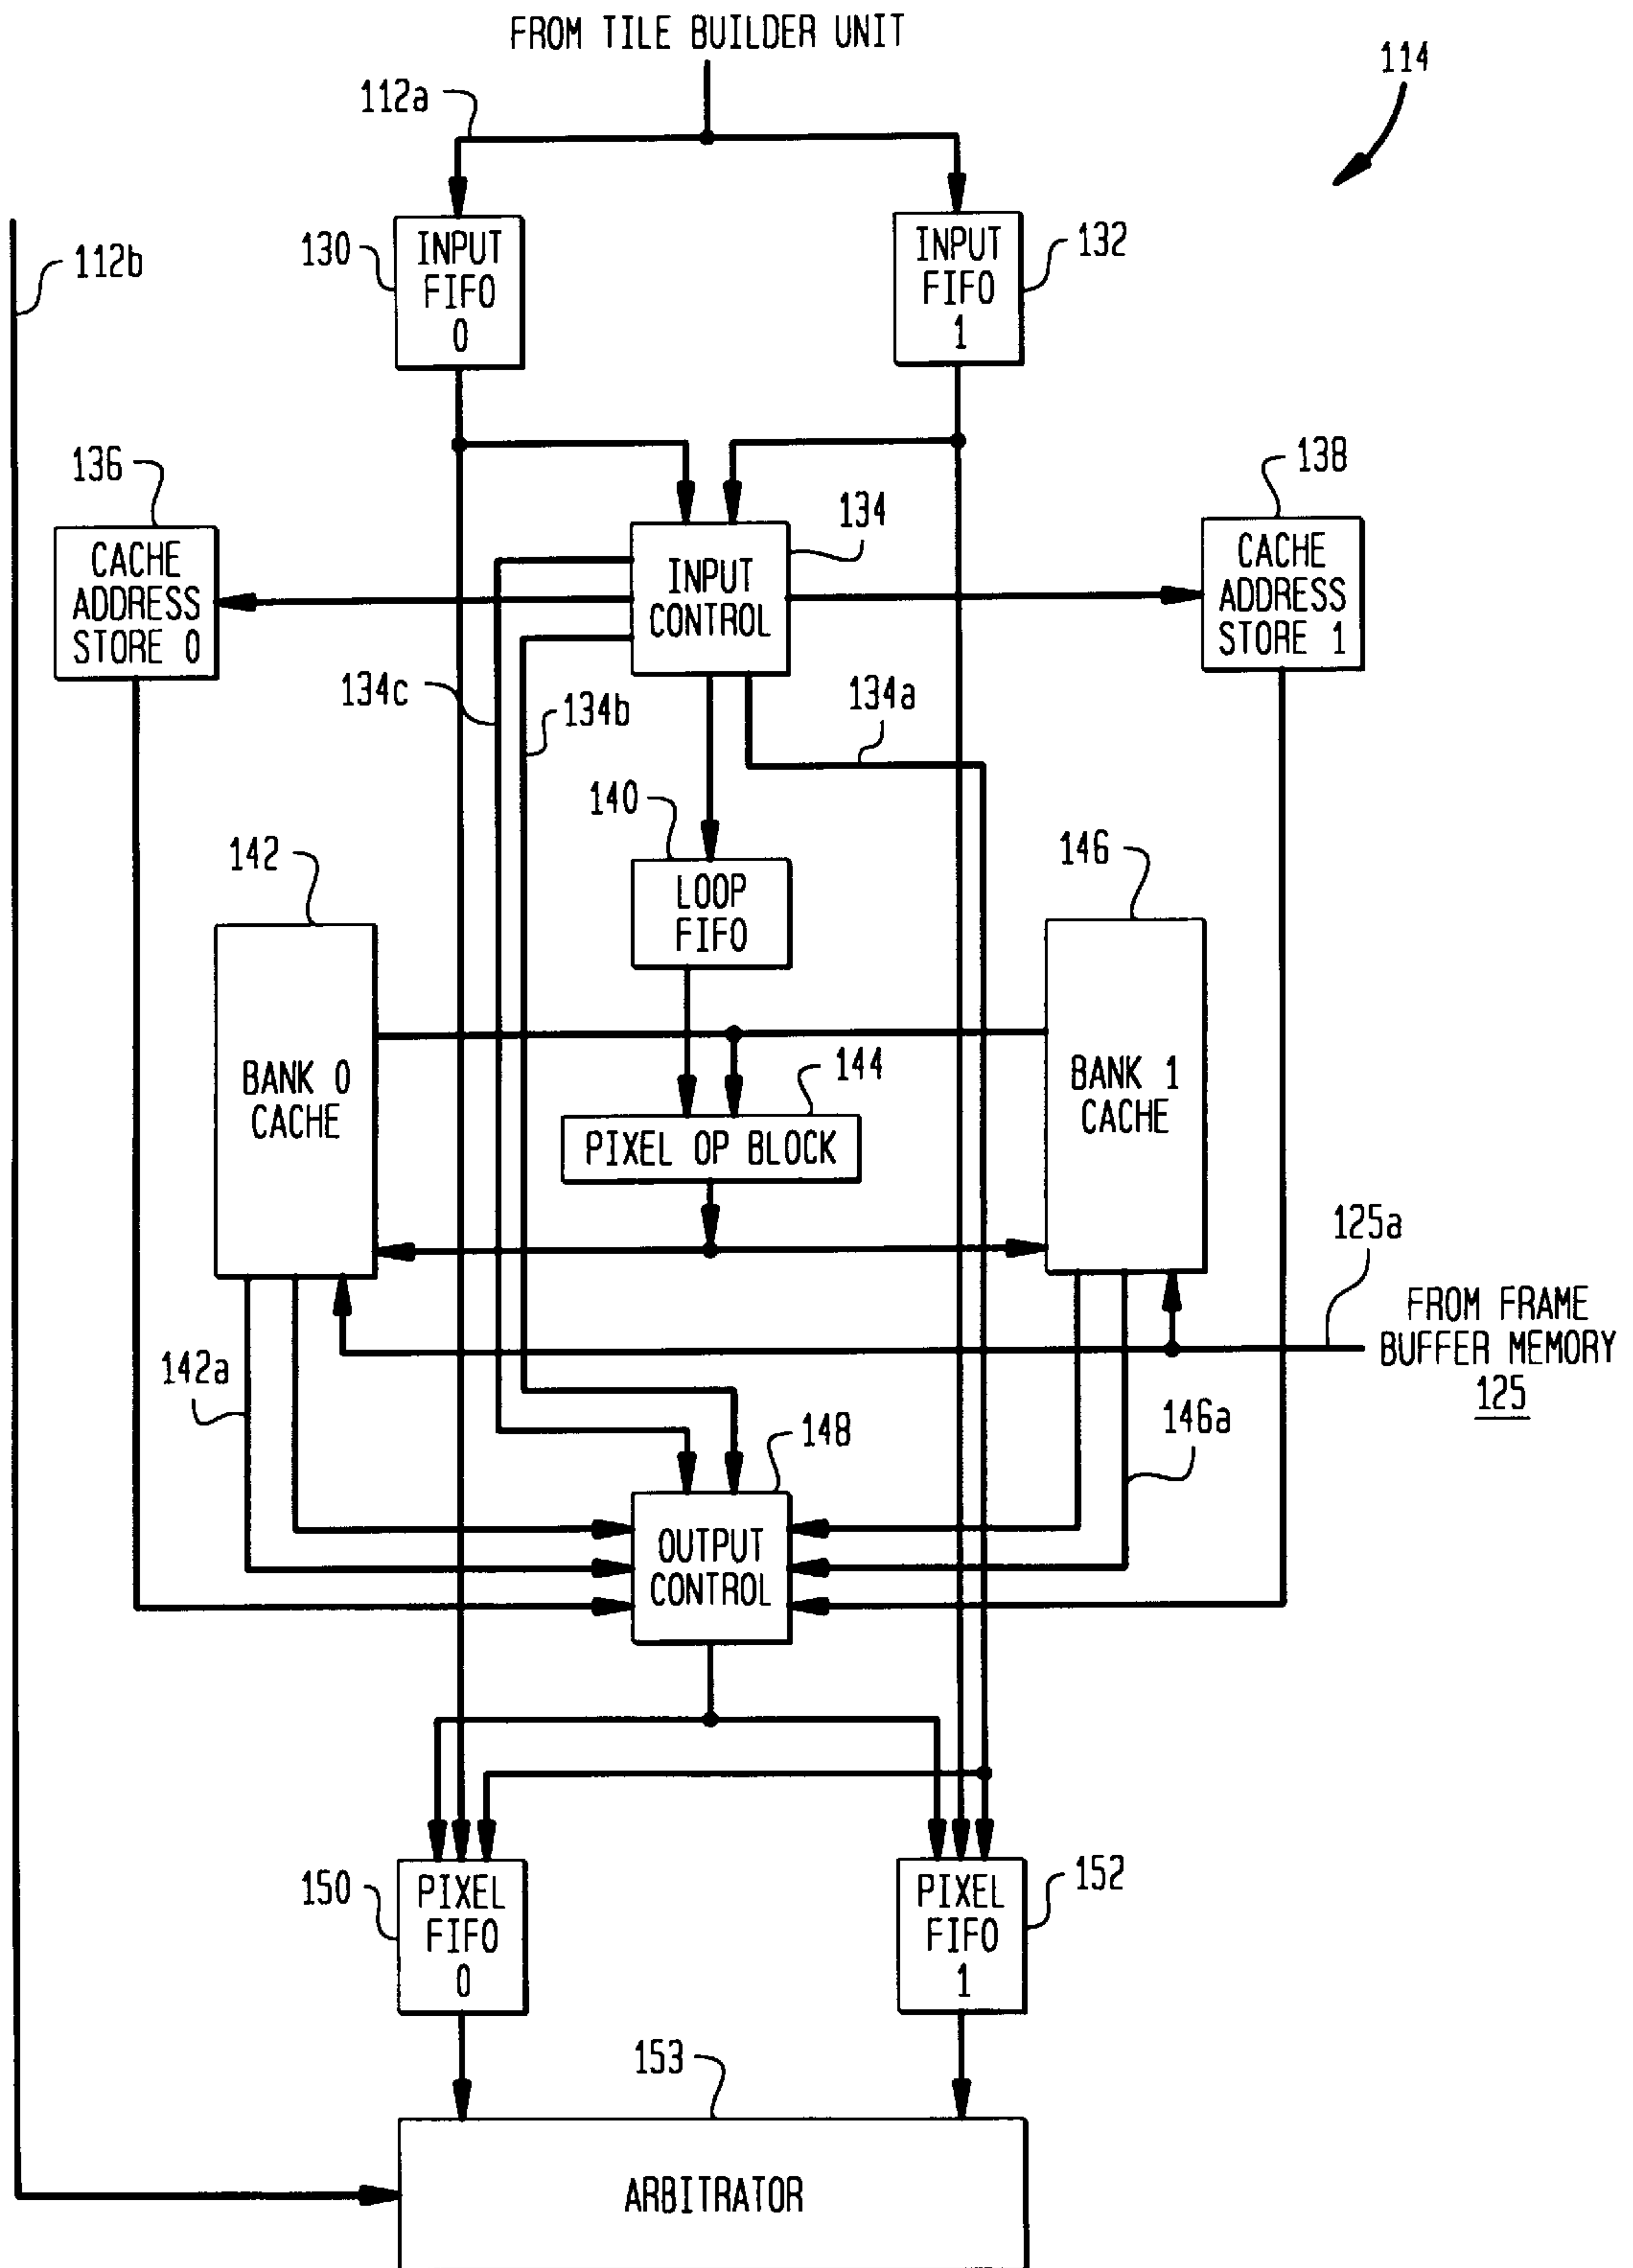 FROM TILE BUILDER UNIT
114
112a
112b
130
INPUT
FIFO
0
INPUT
FIFO
1
132
136
138
CACHE
ADDRESS
STORE 0
134
INPUT
CONTROL
CACHE
ADDRESS
STORE 1
134c
134b
134a
140
142
146
LOOP
FIFO
BANK 0
CACHE
144
PIXEL OP BLOCK
BANK 1
CACHE
125a
FROM FRAME
BUFFER MEMORY
125
142a
146a
148
OUTPUT
CONTROL
150
PIXEL
FIFO
0
PIXEL
FIFO
1
152
153
ARBITRATOR